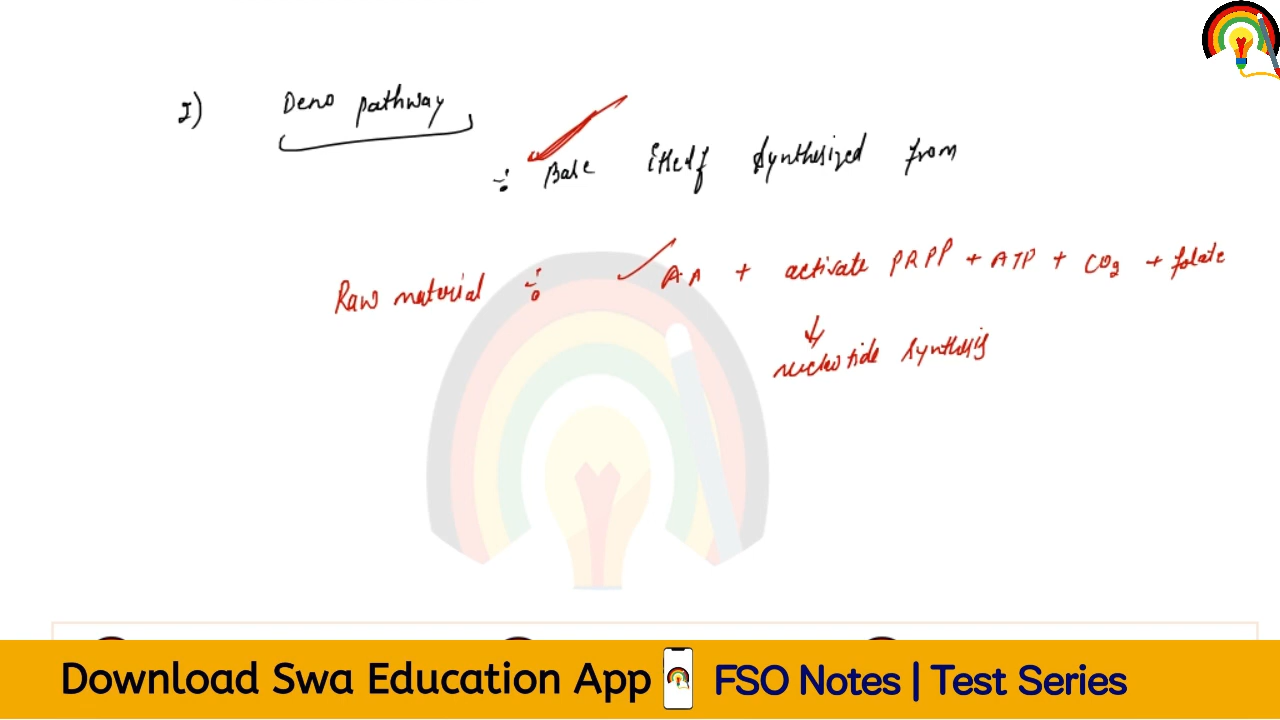 I) Deno pathway
÷ Base itself synthesized from
Raw material ÷ AA + activate PRPP + ATP + CO2 + folate
↓
nucleotide synthesis
Download Swa Education App FSO Notes | Test Series